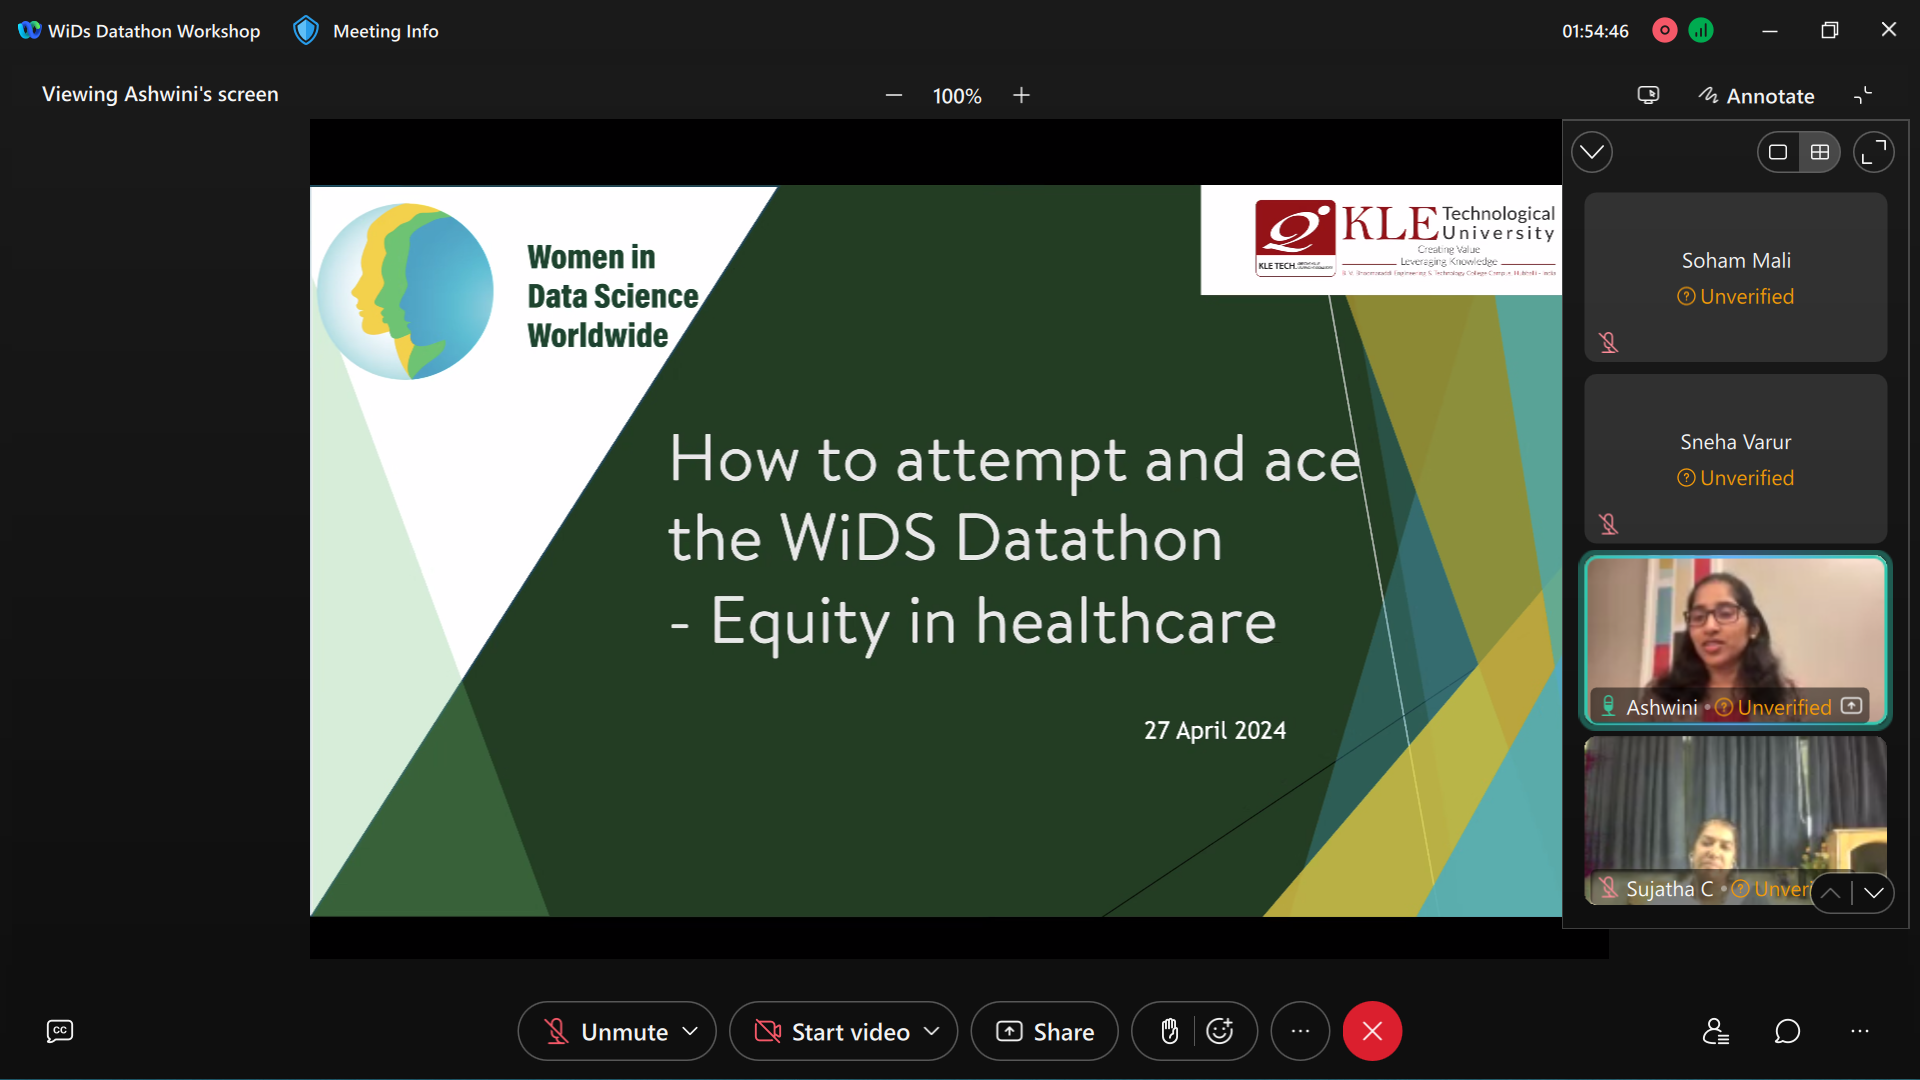 WiDs Datathon Workshop
Meeting Info
01:54:46
Viewing Ashwini's screen
100%
Annotate
Women in
Data Science
Worldwide
KLE Technological
University
Creating Value
Leveraging Knowledge
KLE TECH.
How to attempt and ace
the WiDS Datathon
- Equity in healthcare
27 April 2024
Soham Mali
Unverified
Sneha Varur
Unverified
Ashwini • Unverified
Sujatha C • Unveri
CC
Unmute
Start video
Share